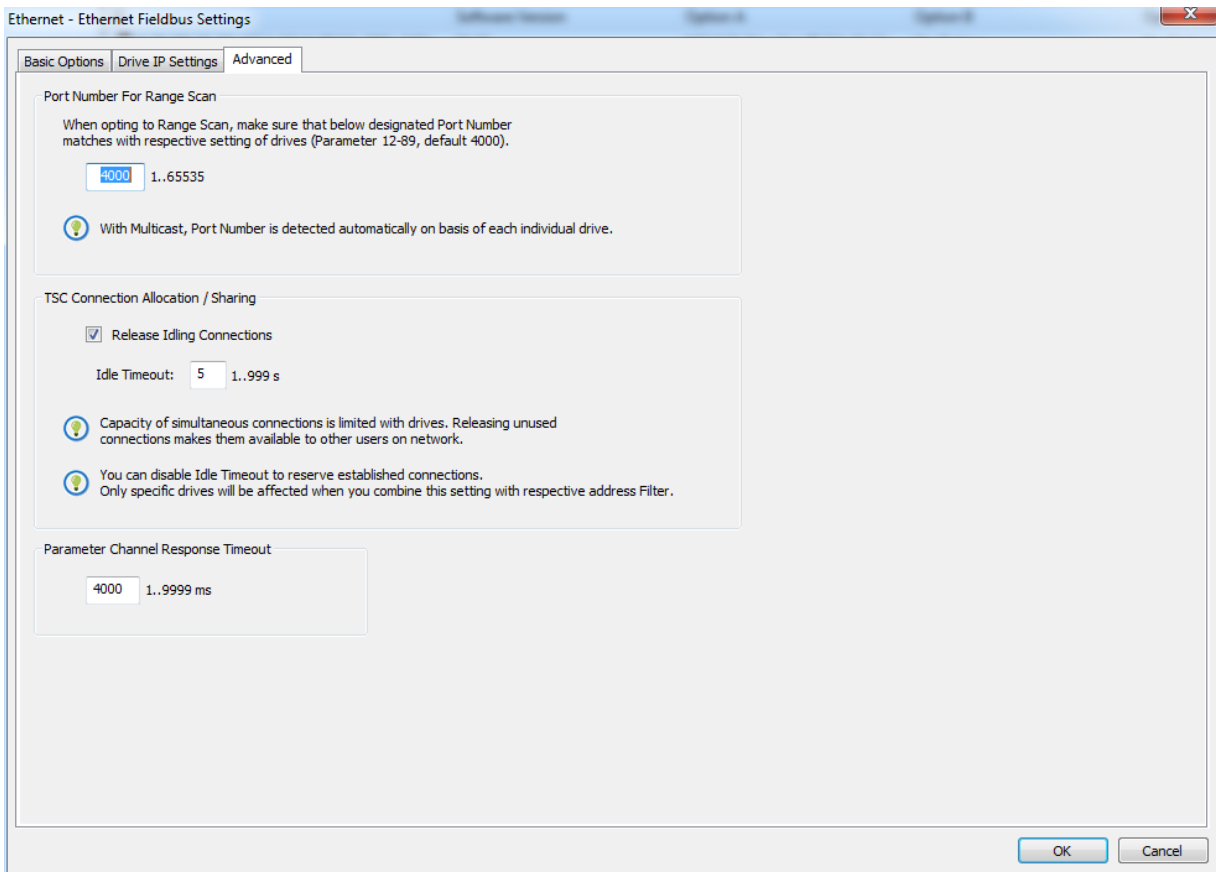 Ethernet - Ethernet Fieldbus Settings
Software Version Option A Option B
Basic Options Drive IP Settings Advanced
Port Number For Range Scan
When opting to Range Scan, make sure that below designated Port Number
matches with respective setting of drives (Parameter 12-89, default 4000).
4000 1..65535
With Multicast, Port Number is detected automatically on basis of each individual drive.
TSC Connection Allocation / Sharing
Release Idling Connections
Idle Timeout: 5 1..999 s
Capacity of simultaneous connections is limited with drives. Releasing unused
connections makes them available to other users on network.
You can disable Idle Timeout to reserve established connections.
Only specific drives will be affected when you combine this setting with respective address Filter.
Parameter Channel Response Timeout
4000 1..9999 ms
OK Cancel